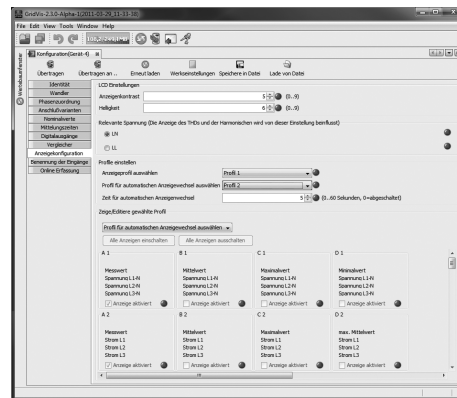 GridVis-2.3.0-Alpha-1(2011-03-29_11-33-16)
File Edit View Tools Window Help
Konfiguration(Gerät-4)
Übertragen Übertragen an .. Erneut laden Werkseinstellungen Speichere in Datei Lade von Datei
Wertebaumfenster
Identität
Wandler
Phasenzuordnung
Anschlußvarianten
Nominalwerte
Mittelungszeiten
Digitalausgänge
Vergleicher
Anzeigekonfiguration
Benennung der Eingänge
Online Erfassung
LCD Einstellungen
Anzeigenkontrast 5 (0..9)
Helligkeit 6 (0..9)
Relevante Spannung (Die Anzeige des THDs und der Harmonischen wird von dieser Einstellung beinflusst)
LN
LL
Profile einstellen
Anzeigeprofil auswählen Profil 1
Profil für automatischen Anzeigewechsel auswählen Profil 2
Zeit für automatischen Anzeigenwechsel 5 (0..60 Sekunden, 0=abgeschaltet)
Zeige/Editiere gewählte Profil
Profil für automatischen Anzeigewechsel auswählen
Alle Anzeigen einschalten Alle Anzeigen ausschalten
A 1 B 1 C 1 D 1
Messwert Mittelwert Maximalwert Minimalwert
Spannung L1-N Spannung L1-N Spannung L1-N Spannung L1-N
Spannung L2-N Spannung L2-N Spannung L2-N Spannung L2-N
Spannung L3-N Spannung L3-N Spannung L3-N Spannung L3-N
Anzeige aktiviert Anzeige aktiviert Anzeige aktiviert Anzeige aktiviert
A 2 B 2 C 2 D 2
Messwert Mittelwert Maximalwert max. Mittelwert
Strom L1 Strom L1 Strom L1 Strom L1
Strom L2 Strom L2 Strom L2 Strom L2
Strom L3 Strom L3 Strom L3 Strom L3
Anzeige aktiviert Anzeige aktiviert Anzeige aktiviert Anzeige aktiviert